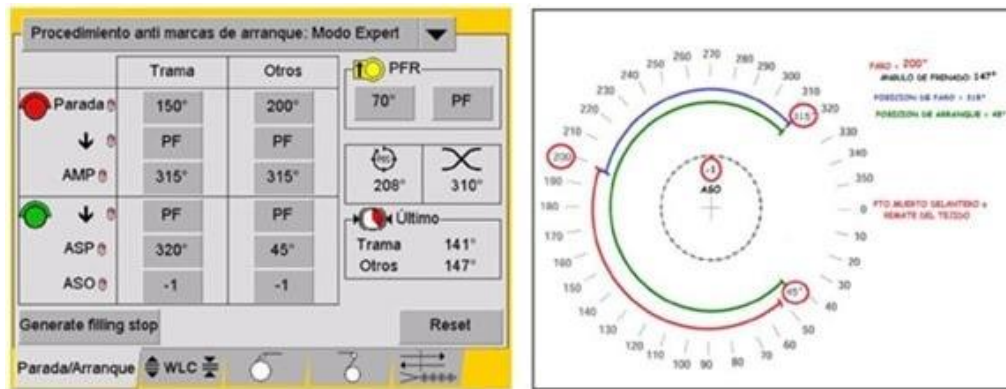 Procedimiento anti marcas de arranque: Modo Expert
Trama Otros
Parada 150° 200°
PF PF
AMP 315° 315°
PF PF
ASP 320° 45°
ASO -1 -1
PFR
70° PF
208° 310°
Último
Trama 141°
Otros 147°
Generate filling stop Reset
Parada/Arranque WLC
PARO = 200°
ANGULO DE FRENADO 147°
POSICION DE PARO = 315°
POSICION DE ARRANQUE = 45°
PTO MUERTO DELANTERO o
REMATE DEL TEJIDO
-1
ASO
0
30
20
30
40
45°
50
60
70
80
90
100
110
120
130
140
150
160
170
180
190
200
210
220
230
240
250
260
270
280
290
300
310
315°
320
330
340
350